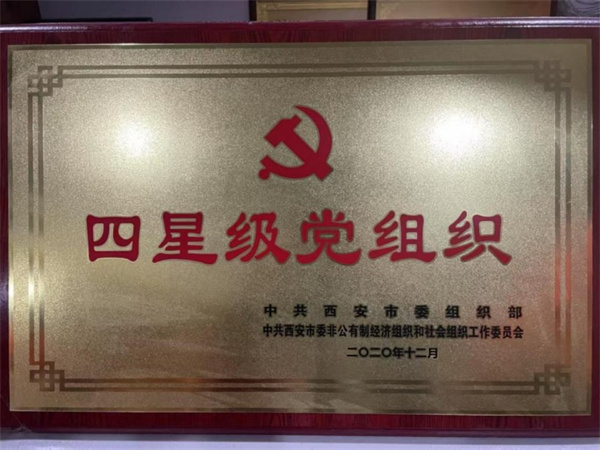 四星级党组织
中共西安市委组织部
中共西安市委非公有制经济组织和社会组织工作委员会
二〇二〇年十二月